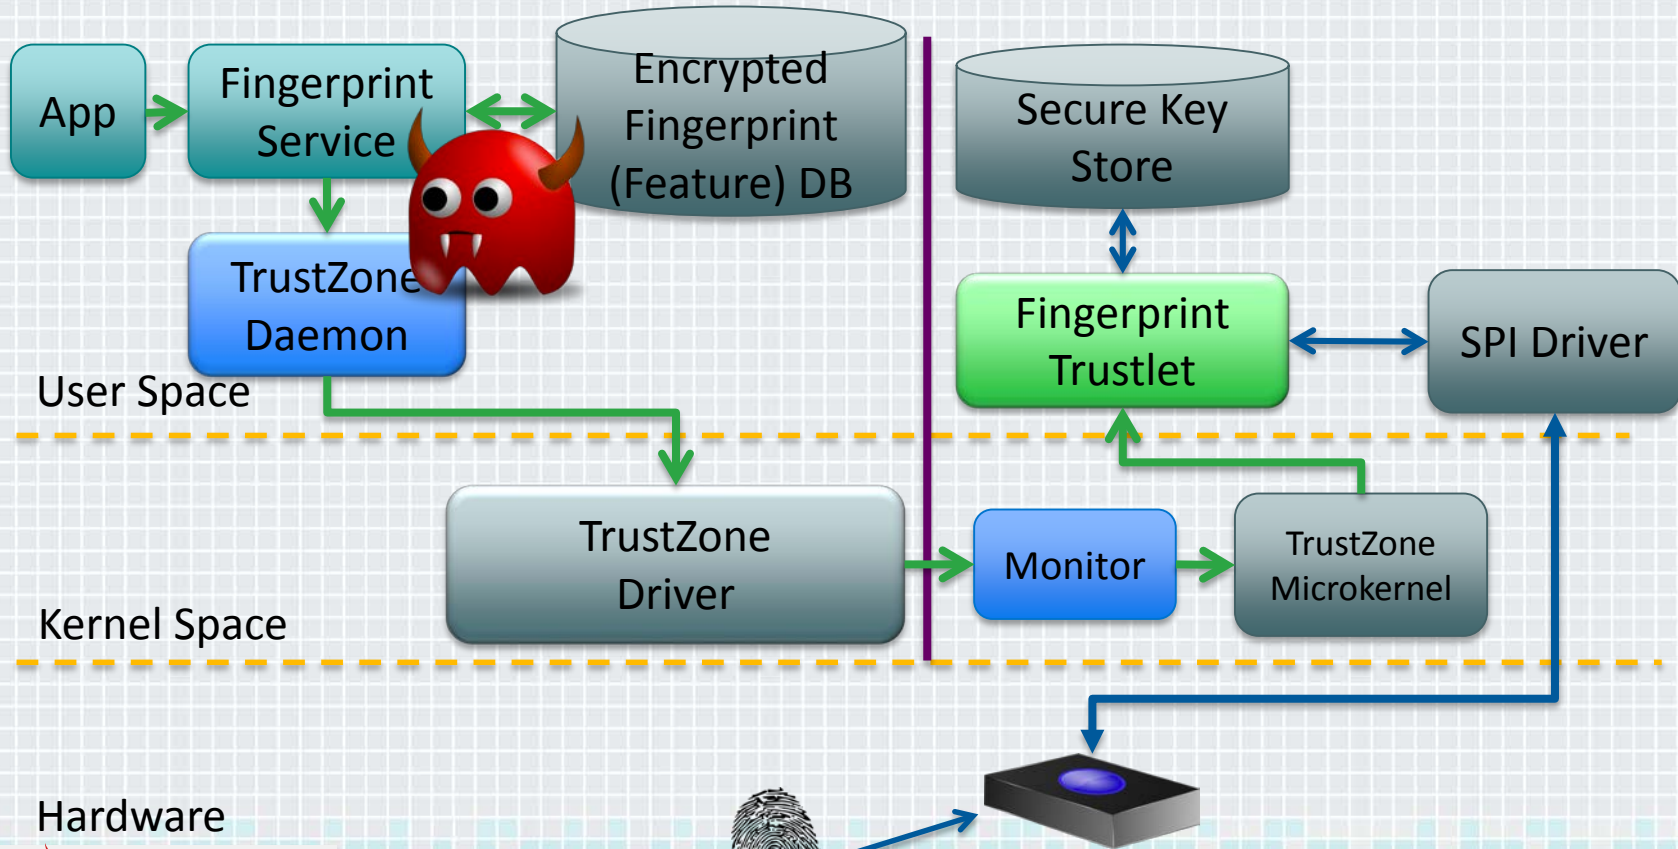 App
Fingerprint
Service
Encrypted
Fingerprint
(Feature) DB
Secure Key
Store
TrustZone
Daemon
Fingerprint
Trustlet
SPI Driver
User Space
TrustZone
Driver
Monitor
TrustZone
Microkernel
Kernel Space
Hardware